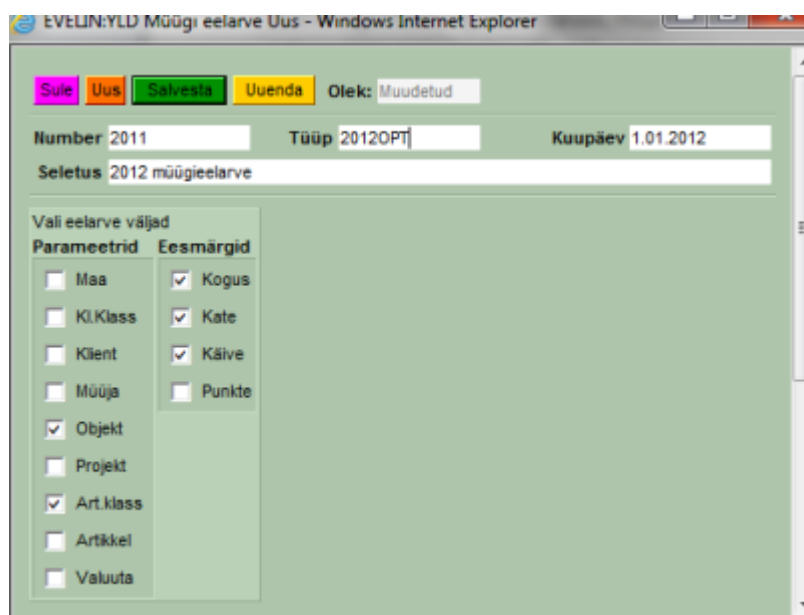 EVELIN:YLD Müügi eelarve Uus - Windows Internet Explorer
Sule Uus Salvesta Uuenda Olek: Muudetud
Number 2011 Tüüp 2012OPT Kuupäev 1.01.2012
Seletus 2012 müügieelarve
Vali eelarve väljad
Parameetrid Eesmärgid
Maa Kogus
Kl.Klass Kate
Klient Käive
Müüja Punkte
Objekt
Projekt
Art.klass
Artikkel
Valuuta